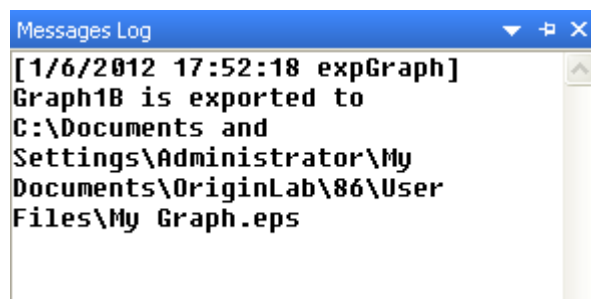 Messages Log
[1/6/2012 17:52:18 expGraph]
Graph1B is exported to
C:\Documents and
Settings\Administrator\My
Documents\OriginLab\86\User
Files\My Graph.eps